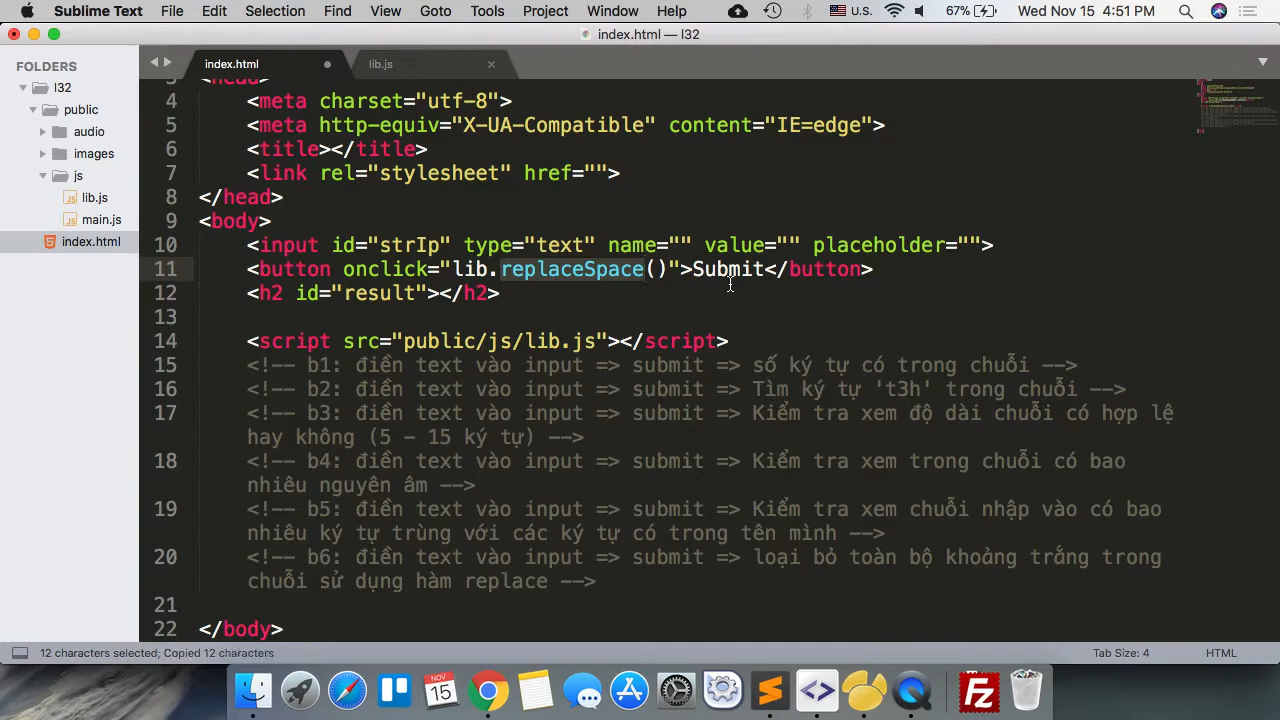 Sublime Text File Edit Selection Find View Goto Tools Project Window Help U.S. 67% Wed Nov 15 4:51 PM
index.html — l32
FOLDERS
l32
public
audio
images
js
lib.js
main.js
index.html
index.html lib.js
3 <head>
4 <meta charset="utf-8">
5 <meta http-equiv="X-UA-Compatible" content="IE=edge">
6 <title></title>
7 <link rel="stylesheet" href="">
8 </head>
9 <body>
10 <input id="strIp" type="text" name="" value="" placeholder="">
11 <button onclick="lib.replaceSpace()">Submit</button>
12 <h2 id="result"></h2>
13
14 <script src="public/js/lib.js"></script>
15 <!-- b1: điền text vào input => submit => số ký tự có trong chuỗi -->
16 <!-- b2: điền text vào input => submit => Tìm ký tự 't3h' trong chuỗi -->
17 <!-- b3: điền text vào input => submit => Kiểm tra xem độ dài chuỗi có hợp lệ
hay không (5 - 15 ký tự) -->
18 <!-- b4: điền text vào input => submit => Kiểm tra xem trong chuỗi có bao
nhiêu nguyên âm -->
19 <!-- b5: điền text vào input => submit => Kiểm tra xem chuỗi nhập vào có bao
nhiêu ký tự trùng với các ký tự có trong tên mình -->
20 <!-- b6: điền text vào input => submit => loại bỏ toàn bộ khoảng trắng trong
chuỗi sử dụng hàm replace -->
21
22 </body>
12 characters selected; Copied 12 characters Tab Size: 4 HTML
NOV
15
Fz